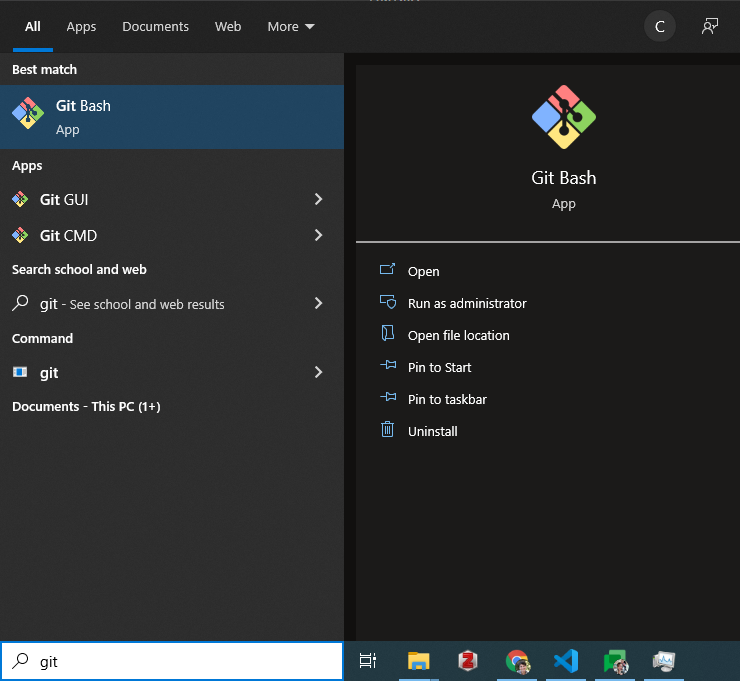 All Apps Documents Web More C
Best match
Git Bash
App
Apps
Git GUI
Git CMD
Search school and web
git - See school and web results
Command
git
Documents - This PC (1+)
Git Bash
App
Open
Run as administrator
Open file location
Pin to Start
Pin to taskbar
Uninstall
git
Z